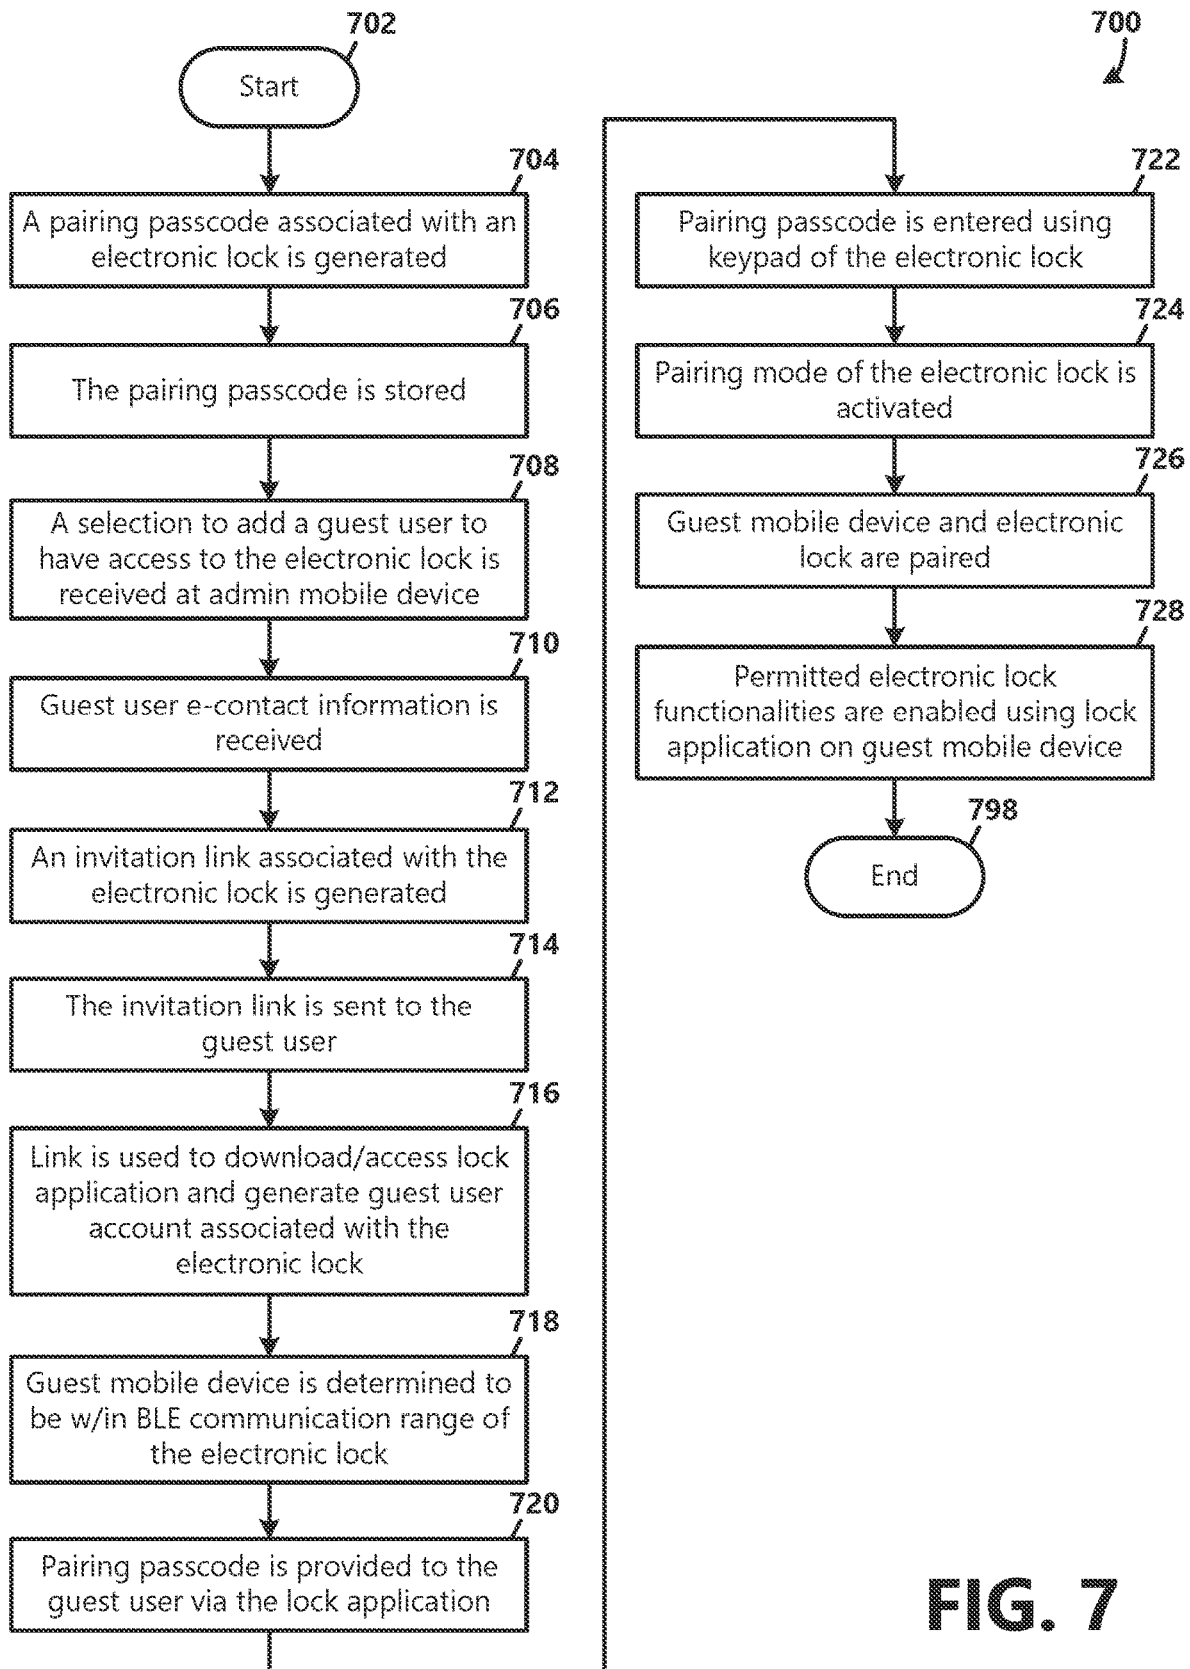 702
Start
704
A pairing passcode associated with an
electronic lock is generated
706
The pairing passcode is stored
708
A selection to add a guest user to
have access to the electronic lock is
received at admin mobile device
710
Guest user e-contact information is
received
712
An invitation link associated with the
electronic lock is generated
714
The invitation link is sent to the
guest user
716
Link is used to download/access lock
application and generate guest user
account associated with the
electronic lock
718
Guest mobile device is determined to
be w/in BLE communication range of
the electronic lock
720
Pairing passcode is provided to the
guest user via the lock application
700
722
Pairing passcode is entered using
keypad of the electronic lock
724
Pairing mode of the electronic lock is
activated
726
Guest mobile device and electronic
lock are paired
728
Permitted electronic lock
functionalities are enabled using lock
application on guest mobile device
798
End
FIG. 7